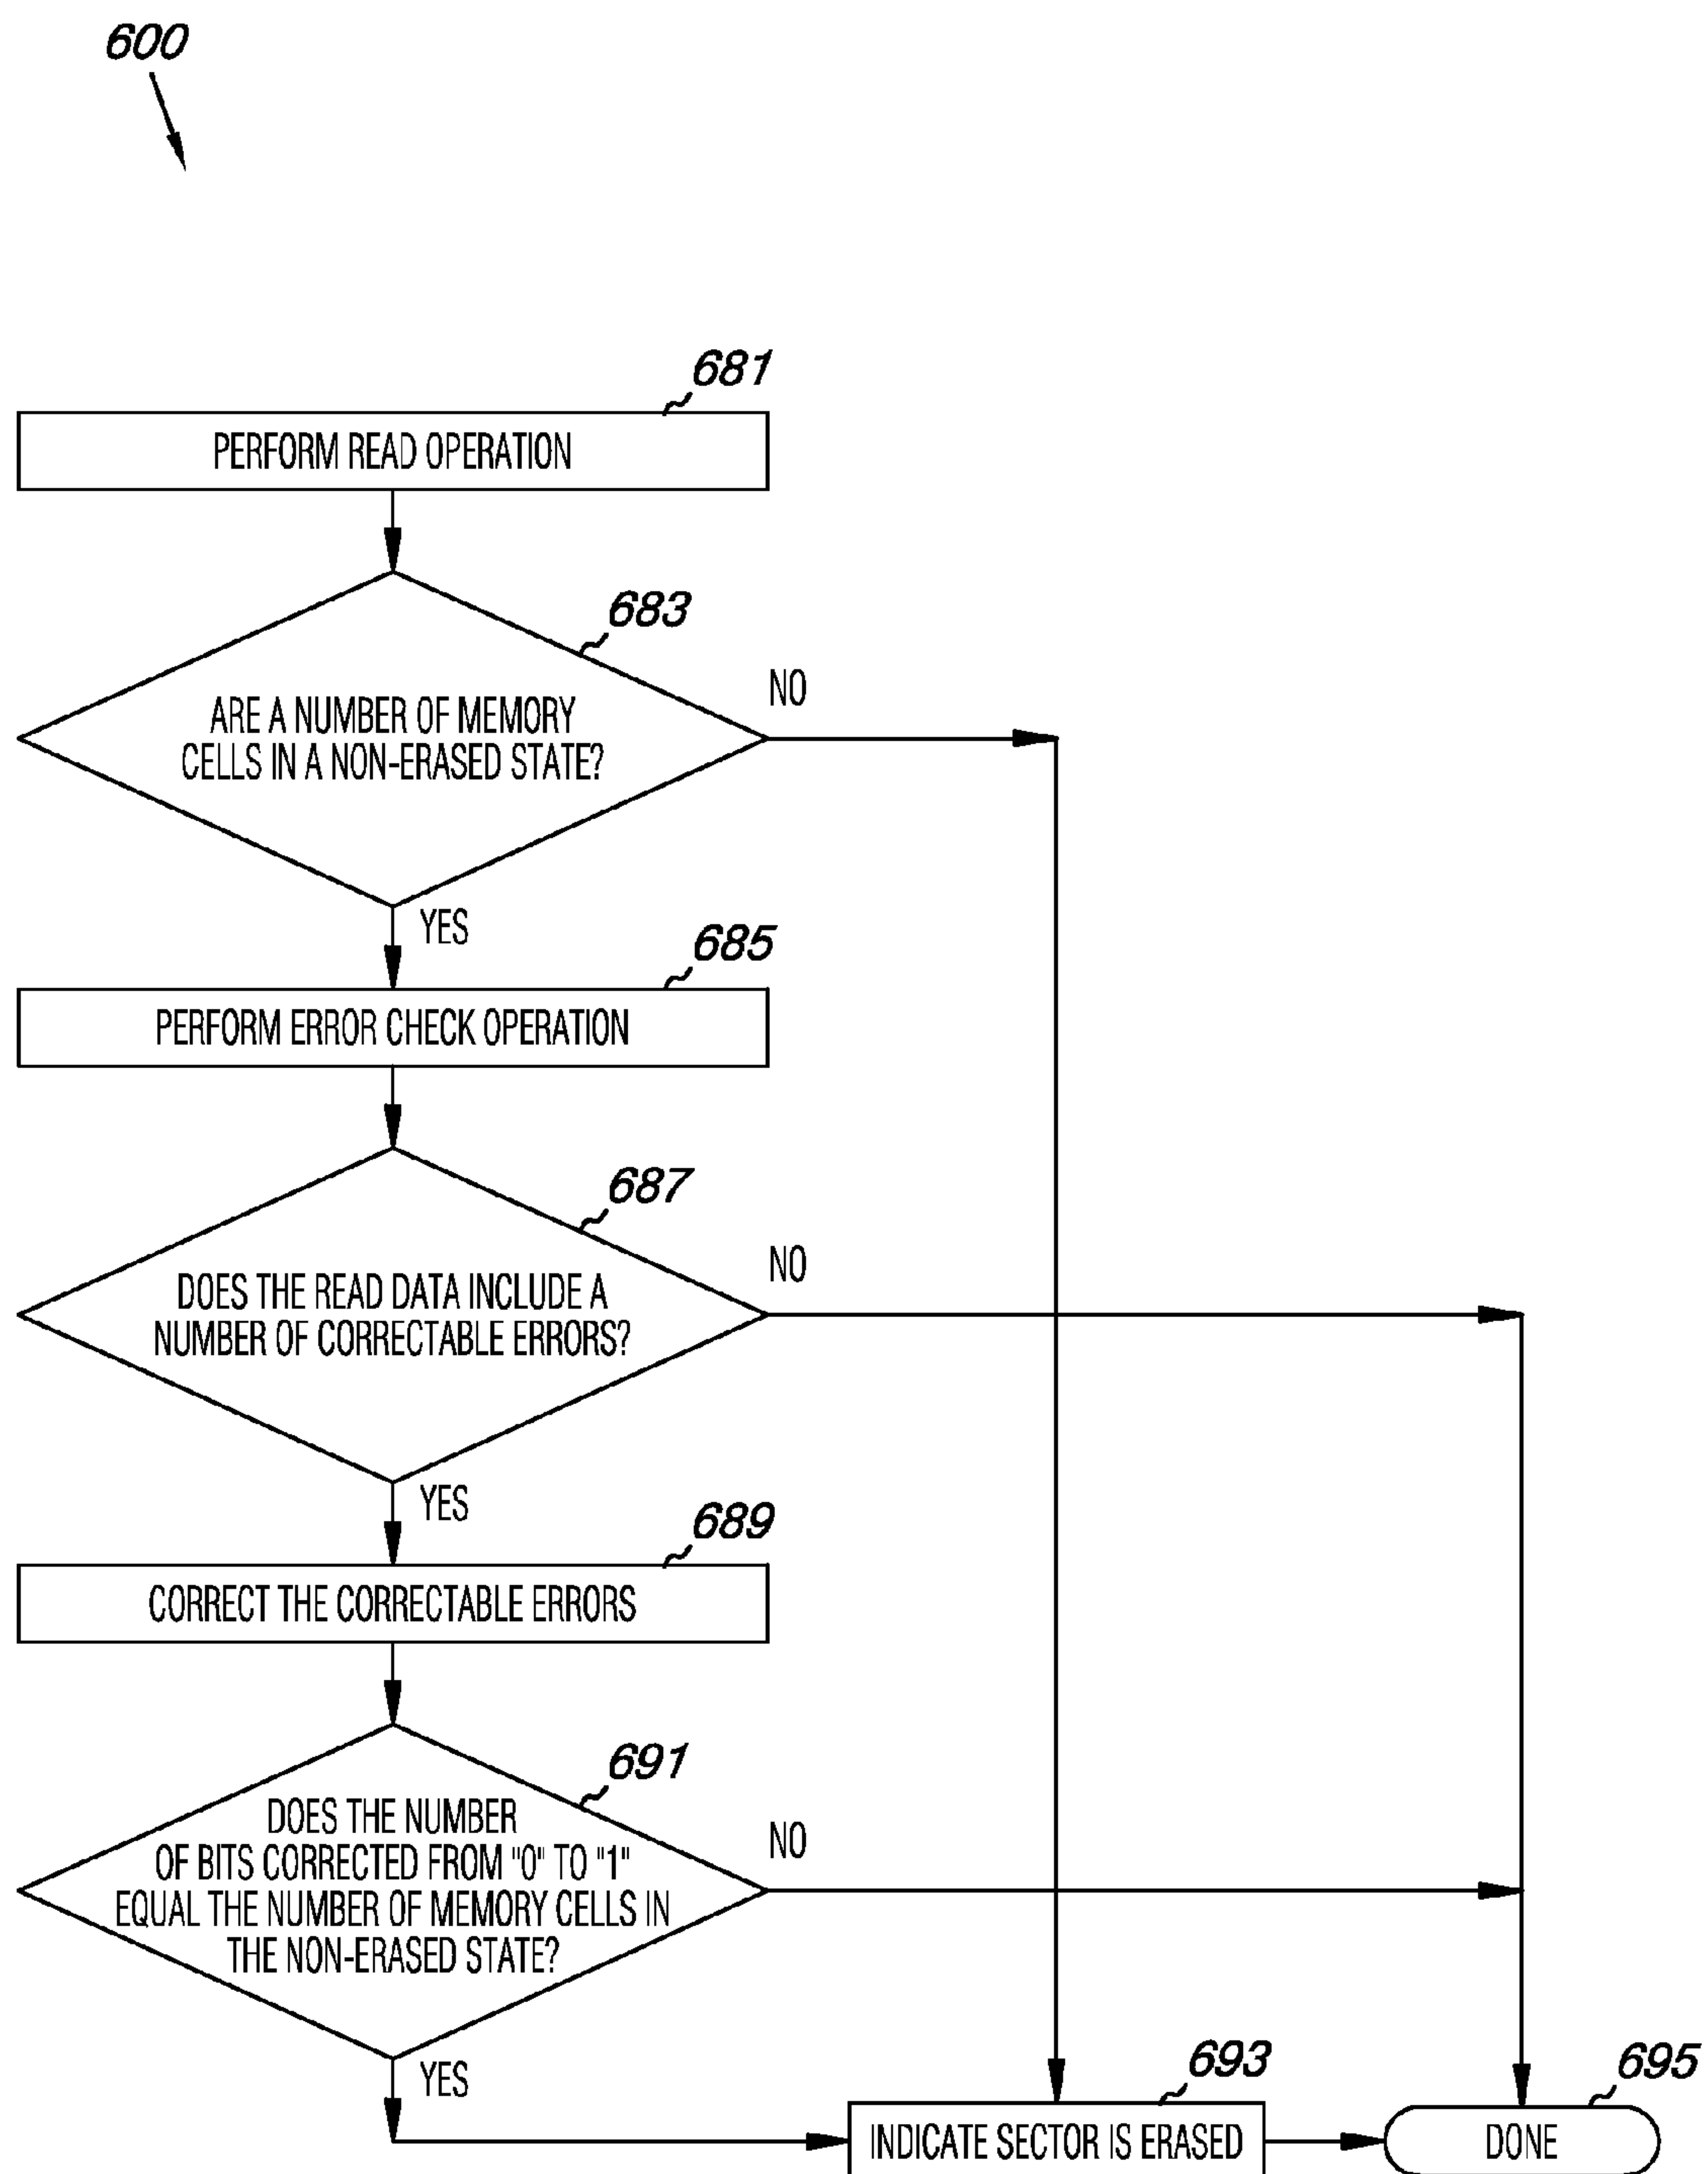 600
681
PERFORM READ OPERATION
683
NO
ARE A NUMBER OF MEMORY
CELLS IN A NON-ERASED STATE?
YES
685
PERFORM ERROR CHECK OPERATION
687
NO
DOES THE READ DATA INCLUDE A
NUMBER OF CORRECTABLE ERRORS?
YES
689
CORRECT THE CORRECTABLE ERRORS
691
DOES THE NUMBER
NO
OF BITS CORRECTED FROM "0" TO "1"
EQUAL THE NUMBER OF MEMORY CELLS IN
THE NON-ERASED STATE?
YES
693
695
INDICATE SECTOR IS ERASED
DONE